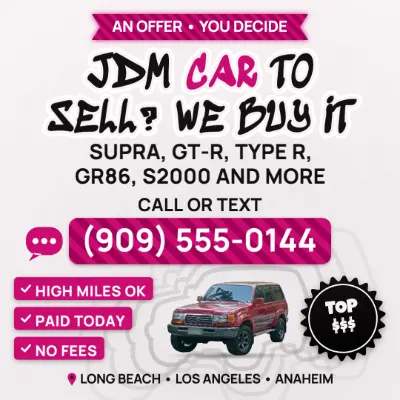 AN OFFER • YOU DECIDE
JDM CAR TO
SELL? WE BUY IT
SUPRA, GT-R, TYPE R,
GR86, S2000 AND MORE
CALL OR TEXT
(909) 555-0144
HIGH MILES OK
PAID TODAY
NO FEES
TOP
$$$
LONG BEACH • LOS ANGELES • ANAHEIM